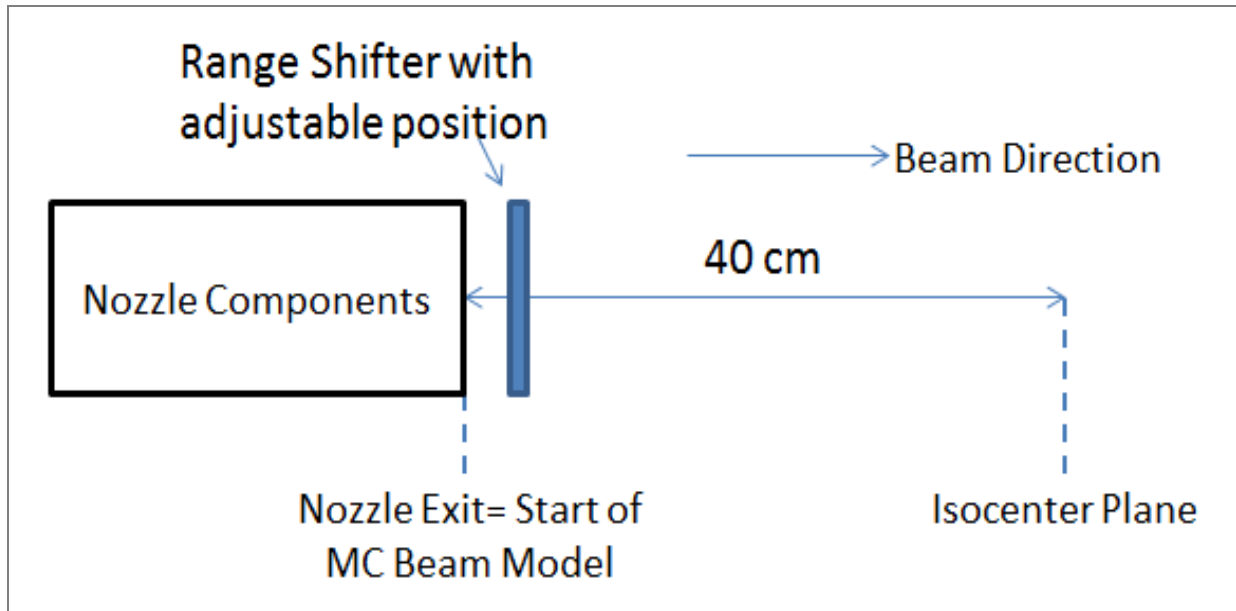 Range Shifter with
adjustable position
Beam Direction
40 cm
Nozzle Components
Nozzle Exit= Start of
MC Beam Model
Isocenter Plane